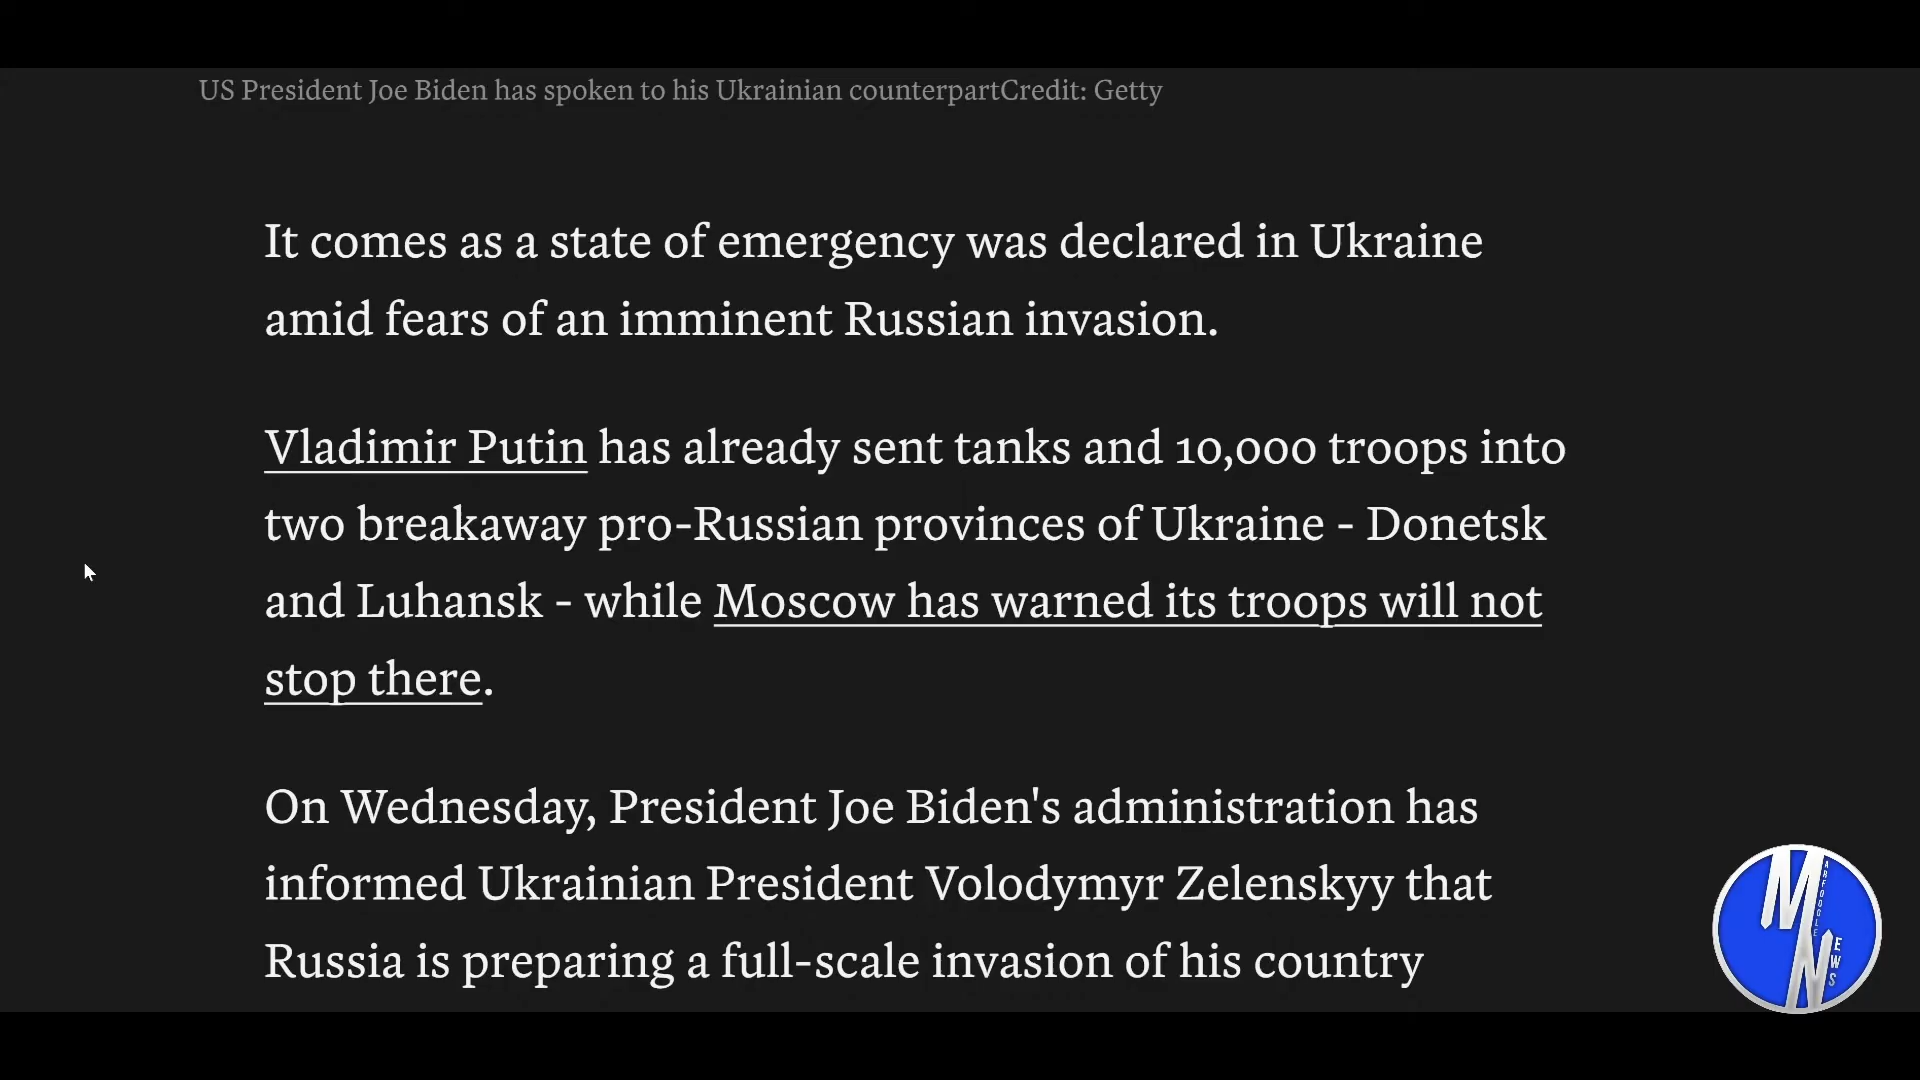 US President Joe Biden has spoken to his Ukrainian counterpartCredit: Getty
It comes as a state of emergency was declared in Ukraine
amid fears of an imminent Russian invasion.
Vladimir Putin has already sent tanks and 10,000 troops into
two breakaway pro-Russian provinces of Ukraine - Donetsk
and Luhansk - while Moscow has warned its troops will not
stop there.
On Wednesday, President Joe Biden's administration has
informed Ukrainian President Volodymyr Zelenskyy that
Russia is preparing a full-scale invasion of his country
MARFOOGLE
NEWS